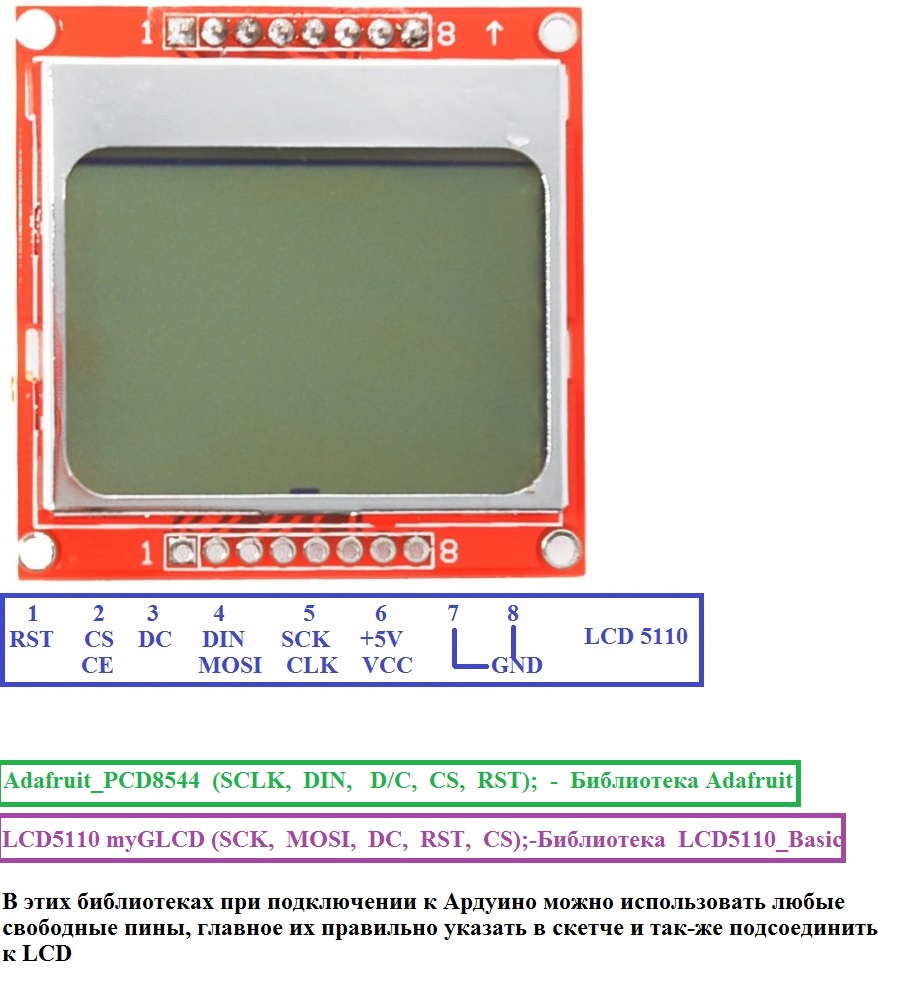 1 8 ↑
1 8
1 2 3 4 5 6 7 8
RST CS DC DIN SCK +5V LCD 5110
CE MOSI CLK VCC GND
Adafruit_PCD8544 (SCLK, DIN, D/C, CS, RST); - Библиотека Adafruit
LCD5110 myGLCD (SCK, MOSI, DC, RST, CS);-Библиотека LCD5110_Basic
В этих библиотеках при подключении к Ардуино можно использовать любые
свободные пины, главное их правильно указать в скетче и так-же подсоединить
к LCD